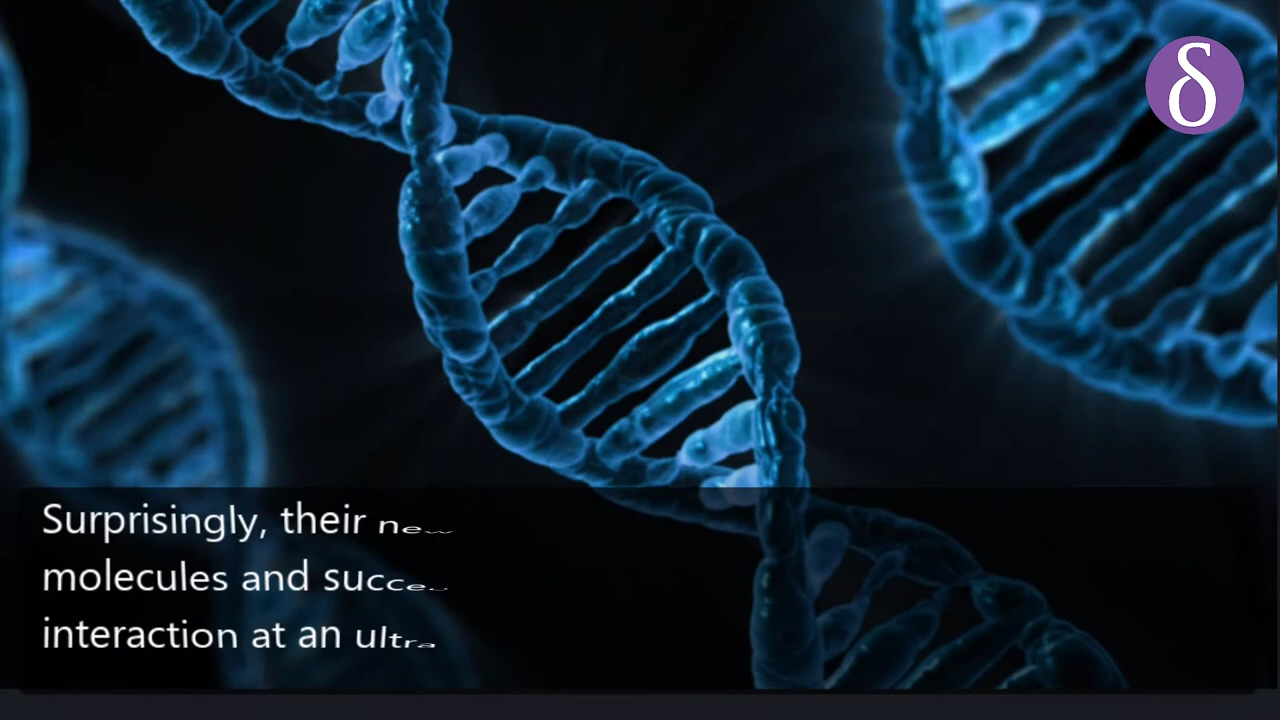 δ
Surprisingly, their
molecules and
interaction at an